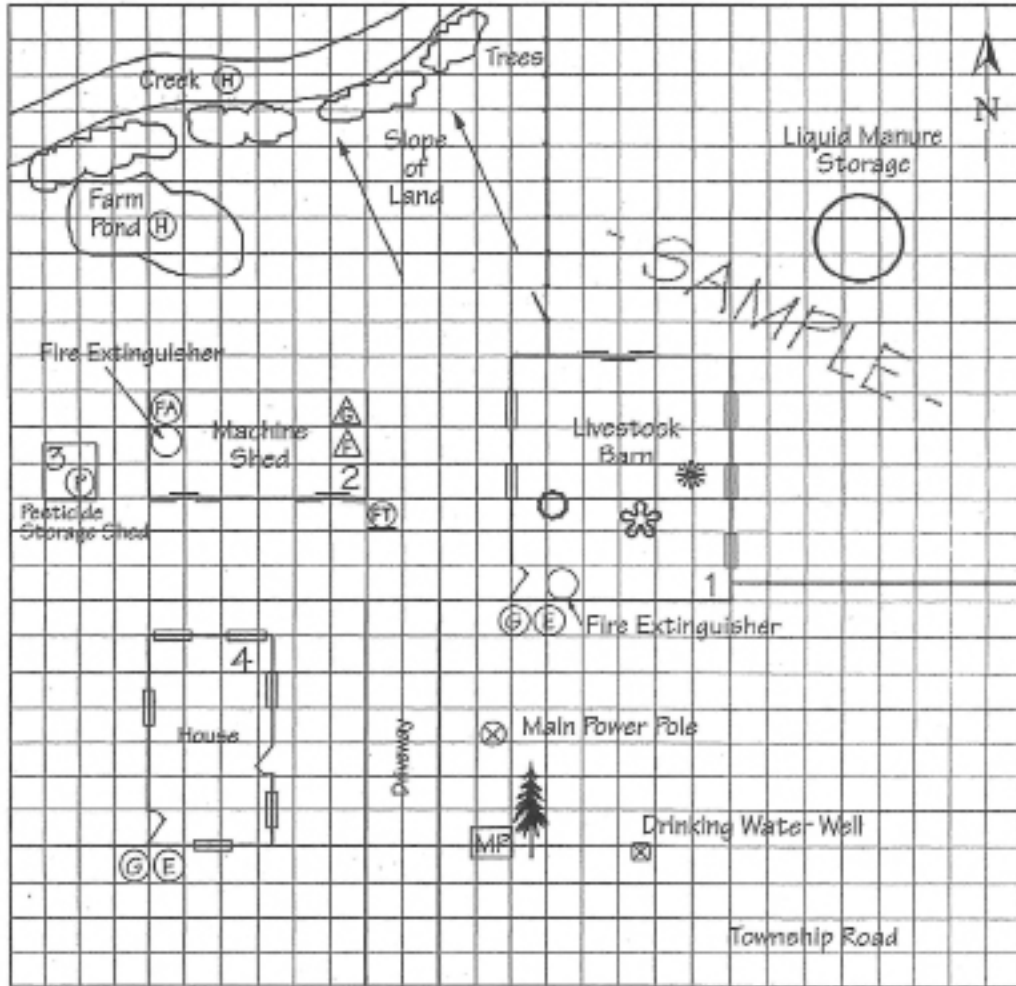 Trees
Creek H
N
Slope
of
Land
Liquid Manure
Storage
Farm
Pond H
- SAMPLE -
Fire Extinguisher
FA
G
Machine
Shed
F
Livestock
Barn
3
P
2
Pesticide
Storage Shed
FT
1
G E Fire Extinguisher
4
House
Main Power Pole
Driveway
Drinking Water Well
MP
G E
Township Road